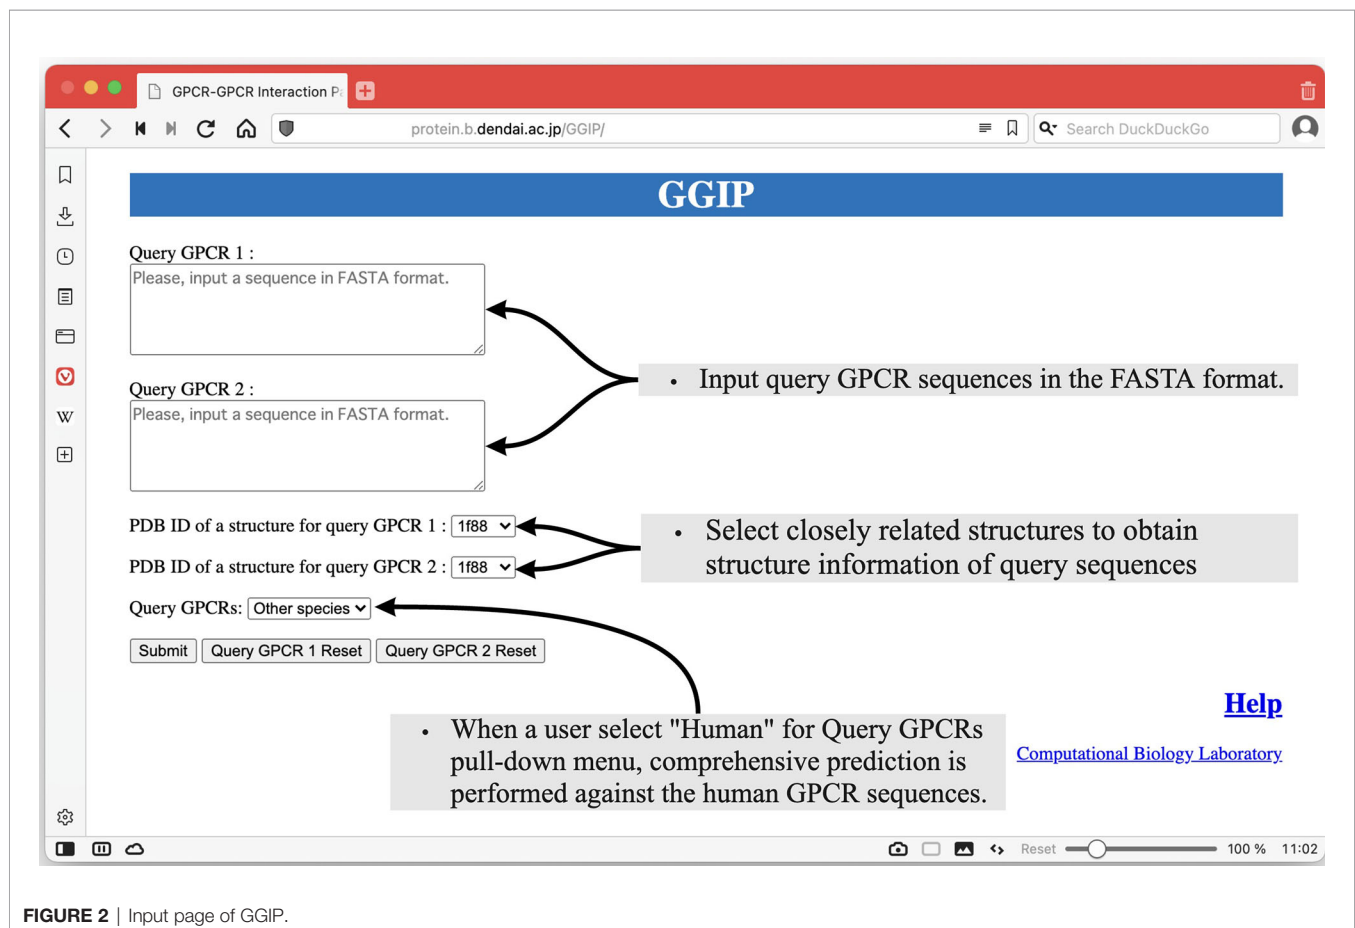 GPCR-GPCR Interaction Pa
protein.b.dendai.ac.jp/GGIP/
Search DuckDuckGo
GGIP
Query GPCR 1 :
Please, input a sequence in FASTA format.
• Input query GPCR sequences in the FASTA format.
Query GPCR 2 :
Please, input a sequence in FASTA format.
PDB ID of a structure for query GPCR 1 : 1f88
PDB ID of a structure for query GPCR 2 : 1f88
• Select closely related structures to obtain
structure information of query sequences
Query GPCRs: Other species
Submit Query GPCR 1 Reset Query GPCR 2 Reset
• When a user select "Human" for Query GPCRs
pull-down menu, comprehensive prediction is
performed against the human GPCR sequences.
Help
Computational Biology Laboratory
Reset 100 % 11:02
FIGURE 2 | Input page of GGIP.